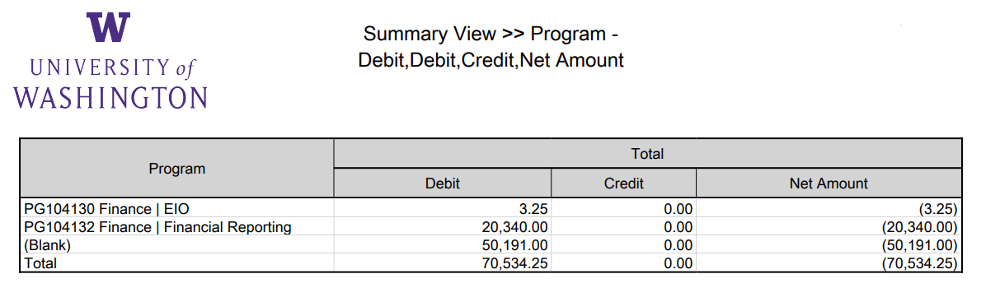 W
UNIVERSITY of
WASHINGTON
Summary View >> Program -
Debit,Debit,Credit,Net Amount
Program
Total
Debit Credit Net Amount
PG104130 Finance | EIO 3.25 0.00 (3.25)
PG104132 Finance | Financial Reporting 20,340.00 0.00 (20,340.00)
(Blank) 50,191.00 0.00 (50,191.00)
Total 70,534.25 0.00 (70,534.25)